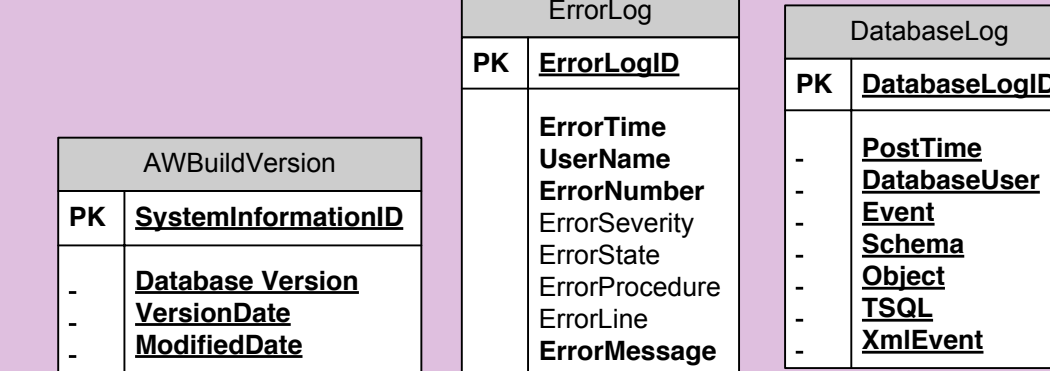 ErrorLog
PK ErrorLogID
ErrorTime
UserName
ErrorNumber
ErrorSeverity
ErrorState
ErrorProcedure
ErrorLine
ErrorMessage
DatabaseLog
PK DatabaseLogID
- PostTime
- DatabaseUser
- Event
- Schema
- Object
- TSQL
- XmlEvent
AWBuildVersion
PK SystemInformationID
- Database Version
- VersionDate
- ModifiedDate